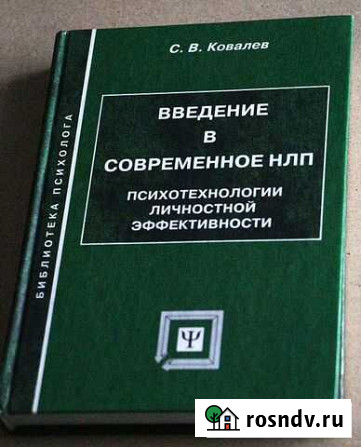 С. В. Ковалев
ВВЕДЕНИЕ
В
СОВРЕМЕННОЕ НЛП
ПСИХОТЕХНОЛОГИИ
ЛИЧНОСТНОЙ
ЭФФЕКТИВНОСТИ
БИБЛИОТЕКА ПСИХОЛОГА
Ψ
rosndv.ru